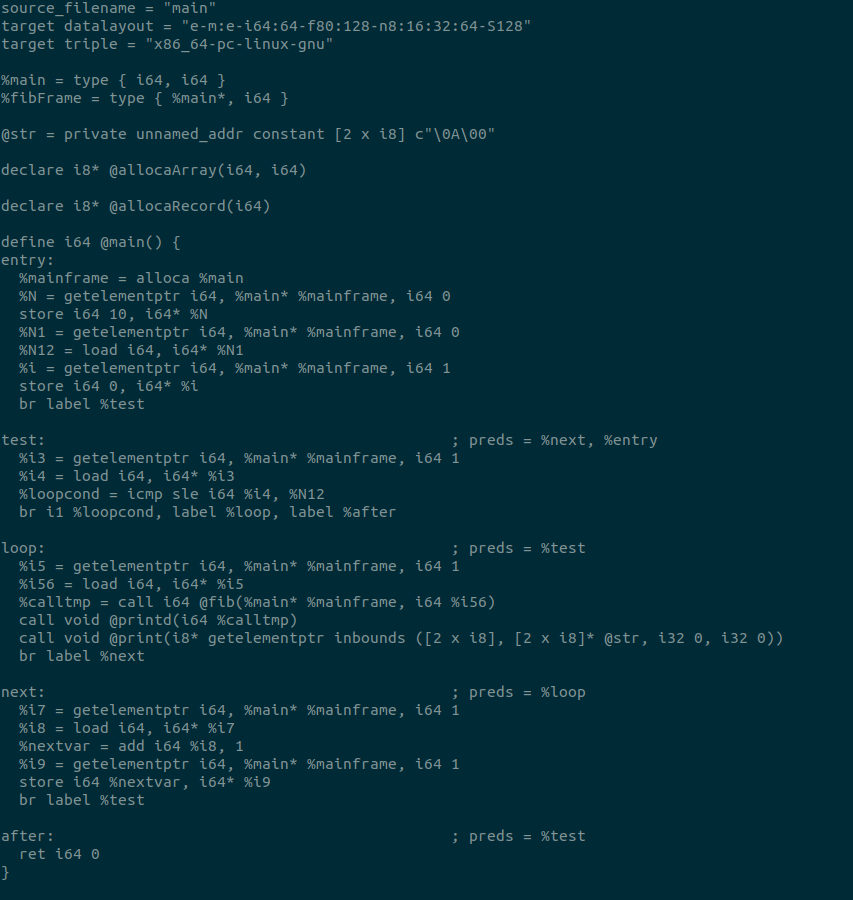 source_filename = "main"
target datalayout = "e-m:e-i64:64-f80:128-n8:16:32:64-S128"
target triple = "x86_64-pc-linux-gnu"

%main = type { i64, i64 }
%fibFrame = type { %main*, i64 }

@str = private unnamed_addr constant [2 x i8] c"\0A\00"

declare i8* @allocaArray(i64, i64)

declare i8* @allocaRecord(i64)

define i64 @main() {
entry:
  %mainframe = alloca %main
  %N = getelementptr i64, %main* %mainframe, i64 0
  store i64 10, i64* %N
  %N1 = getelementptr i64, %main* %mainframe, i64 0
  %N12 = load i64, i64* %N1
  %i = getelementptr i64, %main* %mainframe, i64 1
  store i64 0, i64* %i
  br label %test

test:                                             ; preds = %next, %entry
  %i3 = getelementptr i64, %main* %mainframe, i64 1
  %i4 = load i64, i64* %i3
  %loopcond = icmp sle i64 %i4, %N12
  br i1 %loopcond, label %loop, label %after

loop:                                             ; preds = %test
  %i5 = getelementptr i64, %main* %mainframe, i64 1
  %i56 = load i64, i64* %i5
  %calltmp = call i64 @fib(%main* %mainframe, i64 %i56)
  call void @printd(i64 %calltmp)
  call void @print(i8* getelementptr inbounds ([2 x i8], [2 x i8]* @str, i32 0, i32 0))
  br label %next

next:                                             ; preds = %loop
  %i7 = getelementptr i64, %main* %mainframe, i64 1
  %i8 = load i64, i64* %i7
  %nextvar = add i64 %i8, 1
  %i9 = getelementptr i64, %main* %mainframe, i64 1
  store i64 %nextvar, i64* %i9
  br label %test

after:                                            ; preds = %test
  ret i64 0
}